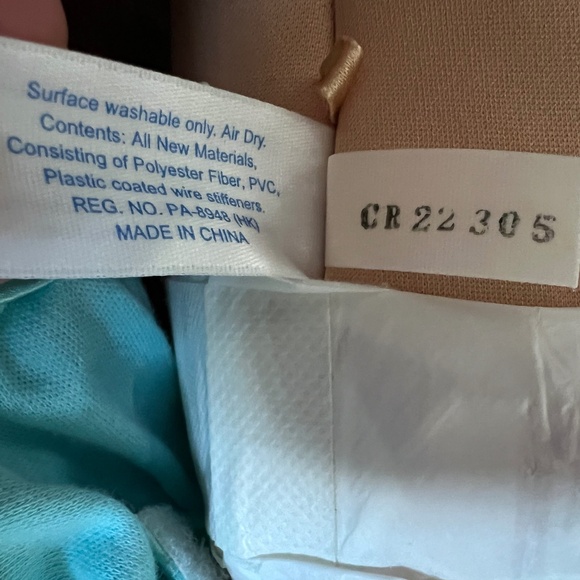 Surface washable only. Air Dry.
Contents: All New Materials,
Consisting of Polyester Fiber, PVC,
Plastic coated wire stiffeners.
REG. NO. PA-8948 (HK)
MADE IN CHINA
CR 22 305